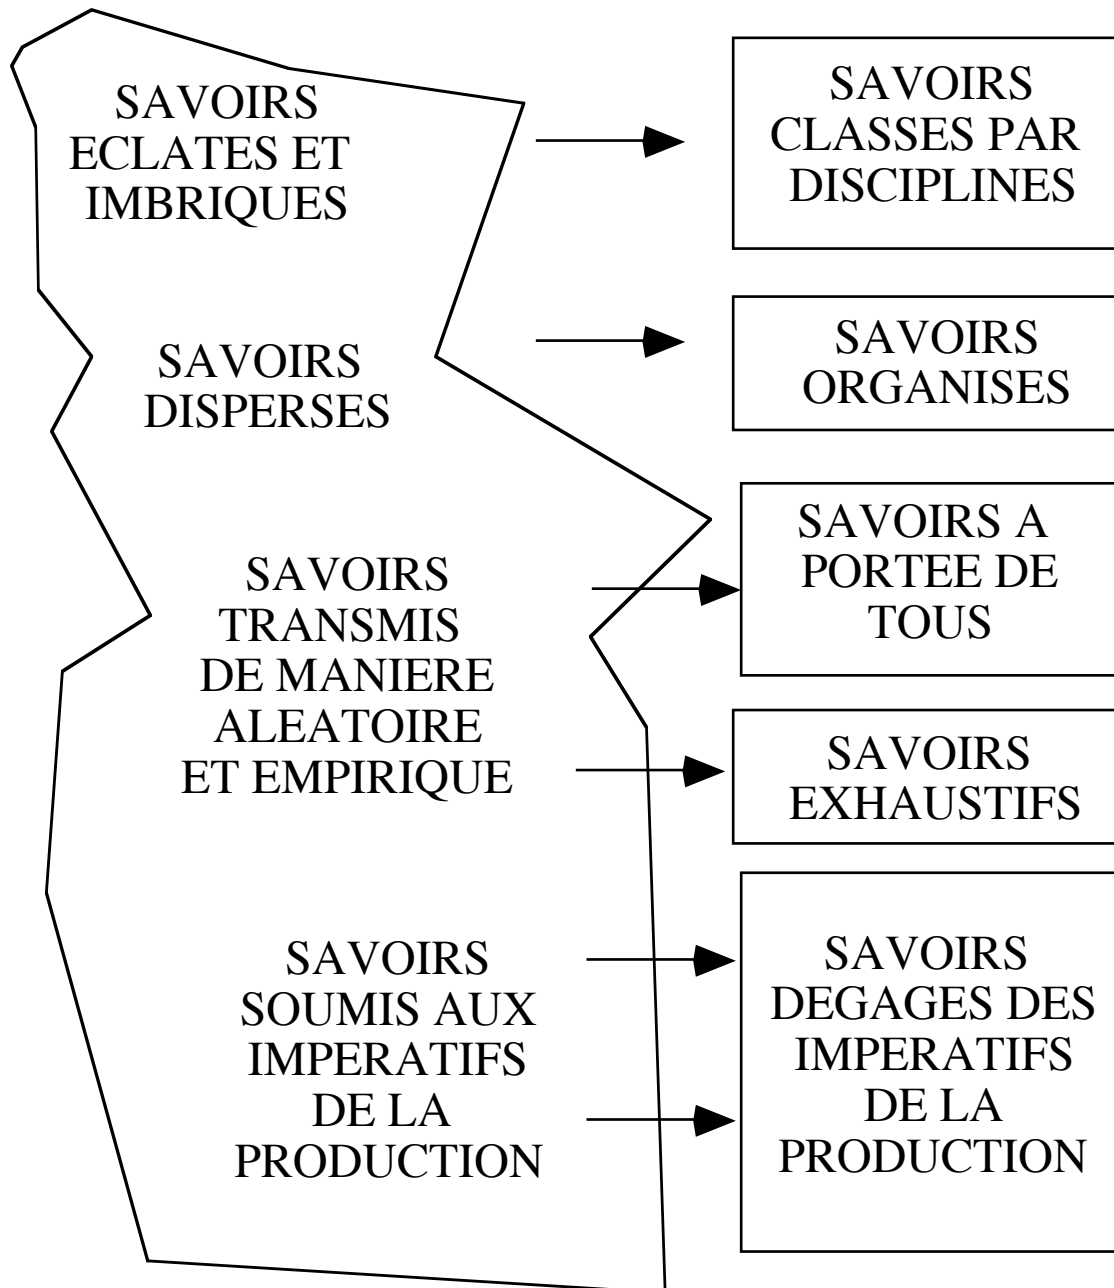 SAVOIRS
ECLATES ET
IMBRIQUES
SAVOIRS
CLASSES PAR
DISCIPLINES
SAVOIRS
DISPERSES
SAVOIRS
ORGANISES
SAVOIRS
TRANSMIS
DE MANIERE
ALEATOIRE
ET EMPIRIQUE
SAVOIRS A
PORTEE DE
TOUS
SAVOIRS
EXHAUSTIFS
SAVOIRS
SOUMIS AUX
IMPERATIFS
DE LA
PRODUCTION
SAVOIRS
DEGAGES DES
IMPERATIFS
DE LA
PRODUCTION